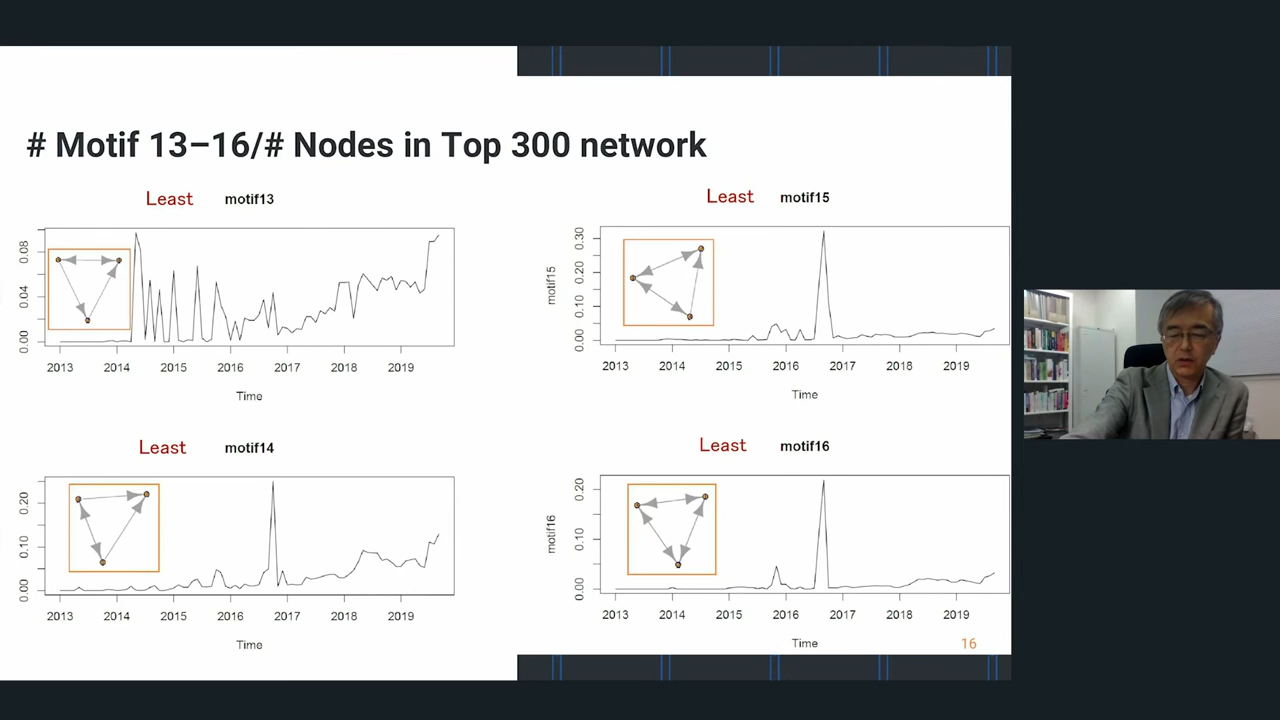 # Motif 13–16/# Nodes in Top 300 network
Least motif13
0.00 0.04 0.08
2013 2014 2015 2016 2017 2018 2019
Time
Least motif15
motif15
0.00 0.10 0.20 0.30
2013 2014 2015 2016 2017 2018 2019
Time
Least motif14
0.00 0.10 0.20
2013 2014 2015 2016 2017 2018 2019
Time
Least motif16
motif16
0.00 0.10 0.20
2013 2014 2015 2016 2017 2018 2019
Time
16